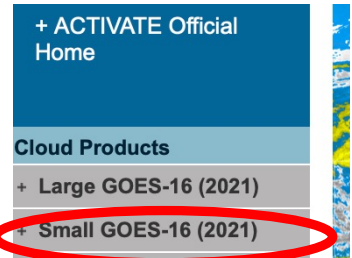 + ACTIVATE Official
Home
Cloud Products
+ Large GOES-16 (2021)
+ Small GOES-16 (2021)